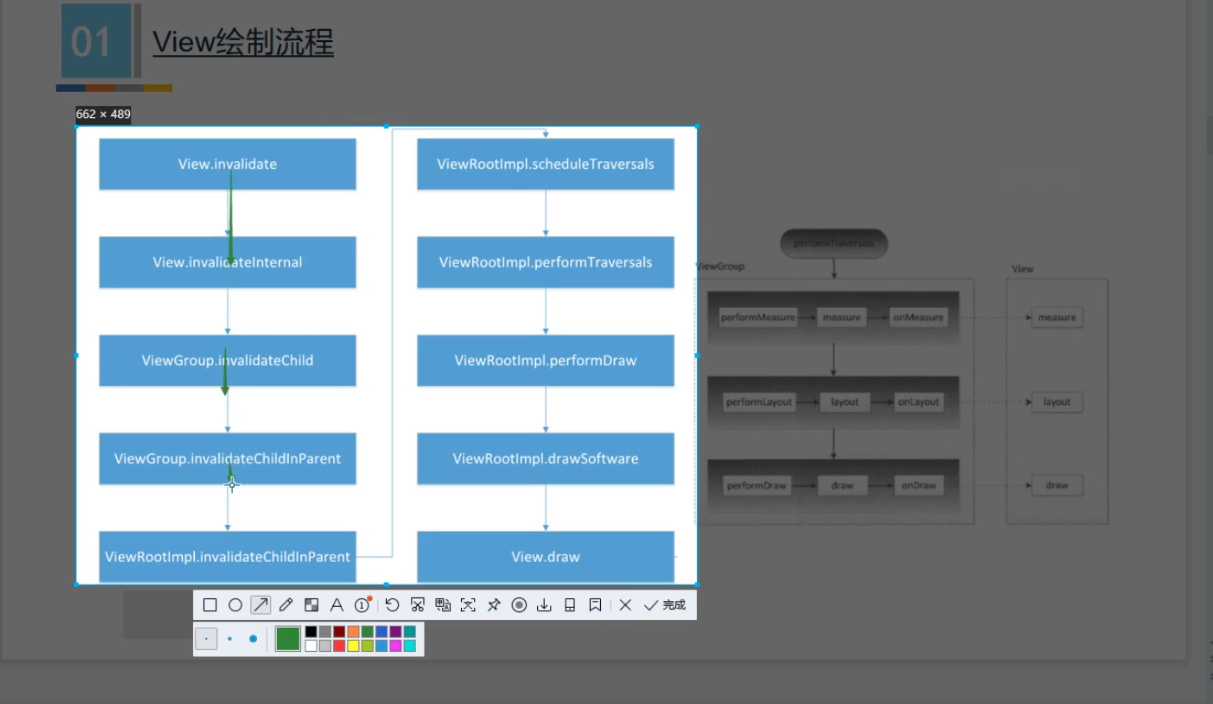 01
View绘制流程
662 × 489
View.invalidate
View.invalidateInternal
ViewGroup.invalidateChild
ViewGroup.invalidateChildInParent
ViewRootImpl.invalidateChildInParent
ViewRootImpl.scheduleTraversals
ViewRootImpl.performTraversals
ViewRootImpl.performDraw
ViewRootImpl.drawSoftware
View.draw
performTraversals
ViewGroup
View
performMeasure measure onMeasure measure
performLayout layout onLayout layout
performDraw draw onDraw draw
A
1
完成